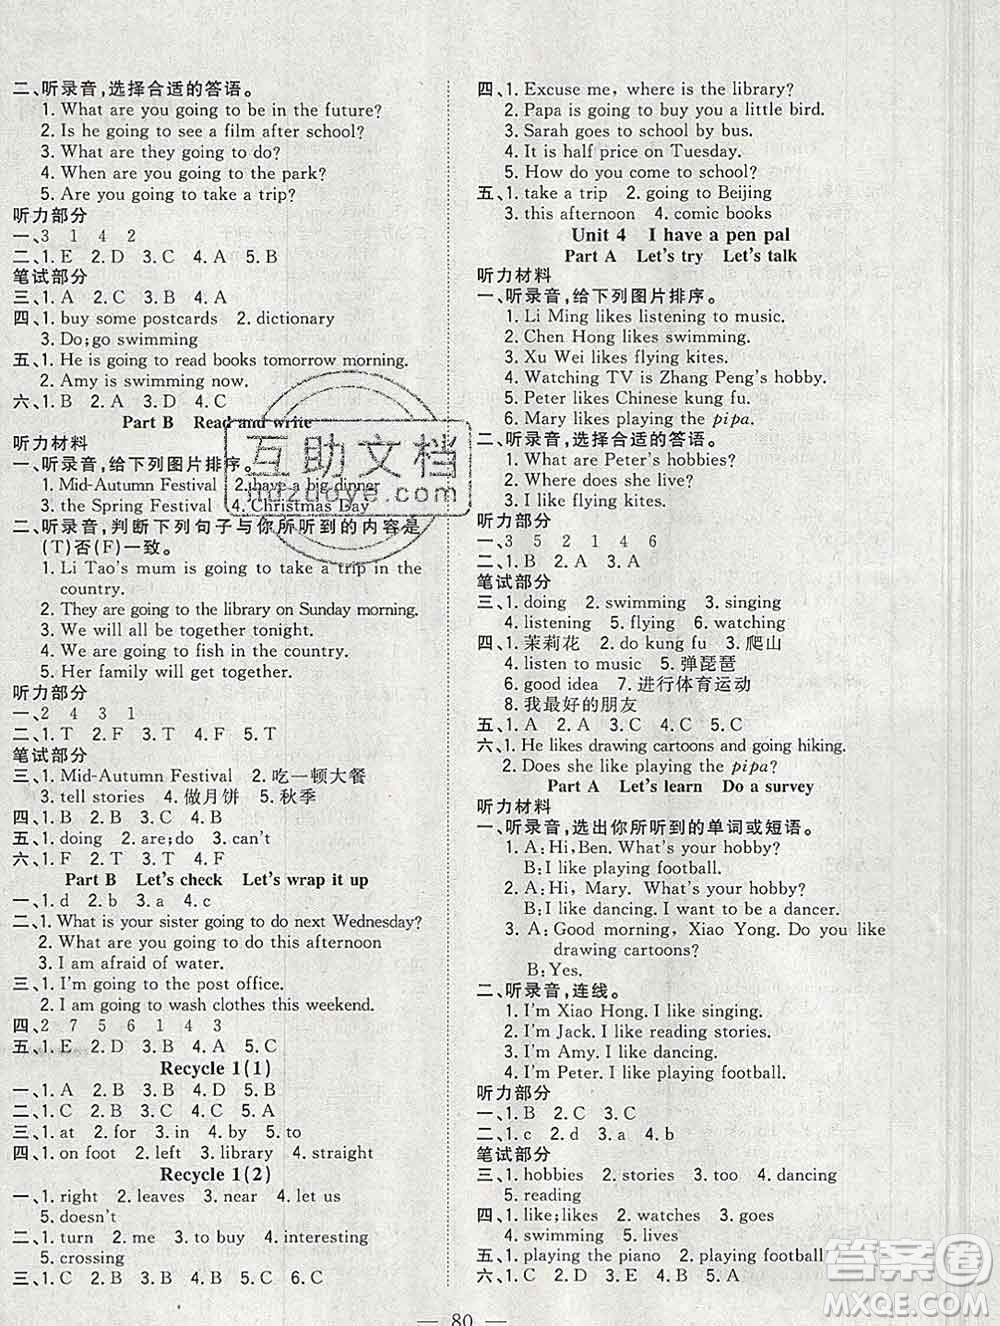 二、听录音,选择合适的答语。
1. What are you going to be in the future?
2. Is he going to see a film after school?
3. What are they going to do?
4. When are you going to the park?
5. Are you going to take a trip?
听力部分
一、3 1 4 2
二、1. E 2. D 3. C 4. A 5. B
笔试部分
三、1. A 2. C 3. B 4. C 5. A
四、1. buy some postcards 2. dictionary
3. Do;go swimming
五、1. He is going to read books tomorrow morning.
2. Amy is swimming now.
六、1. B 2. A 3. D 4. C
Part B Read and write
听力材料
一、听录音,给下列图片排序。
1. Mid-Autumn Festival 2. have a big dinner
3. the Spring Festival 4. Christmas Day
二、听录音,判断下列句子与你所听到的内容是
(T)否(F)一致。
1. Li Tao's mum is going to take a trip in the
country.
2. They are going to the library on Sunday morning.
3. We will all be together tonight.
4. We are going to fish in the country.
5. Her family will get together.
听力部分
一、2 4 3 1
二、1. T 2. F 3. T 4. F 5. T
笔试部分
三、1. Mid-Autumn Festival 2. 吃一顿大餐
3. tell stories 4. 做月饼 5. 秋季
四、1. B 2. B 3. C 4. B 5. C
五、1. doing 2. are;do 3. can't
六、1. F 2. T 3. T 4. F
Part B Let's check Let's wrap it up
一、1. d 2. b 3. a 4. c
二、1. What is your sister going to do next Wednesday?
2. What are you going to do this afternoon
3. I am afraid of water.
三、1. I'm going to the post office.
2. I am going to wash clothes this weekend.
四、2 7 5 6 1 4 3
五、1. E 2. D 3. A 4. B 5. C
Recycle 1(1)
一、1. A 2. B 3. B 4. D 5. B
二、1. C 2. B 3. B 4. C 5. A
三、1. at 2. for 3. in 4. by 5. to
四、1. on foot 2. left 3. library 4. straight
Recycle 1(2)
一、1. right 2. leaves 3. near 4. let us
5. doesn't
二、1. turn 2. me 3. to buy 4. interesting
5. crossing
三、1. C 2. B 3. C 4. B 5. C
四、1. Excuse me, where is the library?
2. Papa is going to buy you a little bird.
3. Sarah goes to school by bus.
4. It is half price on Tuesday.
5. How do you come to school?
五、1. take a trip 2. going to Beijing
3. this afternoon 4. comic books
Unit 4 I have a pen pal
Part A Let's try Let's talk
听力材料
一、听录音,给下列图片排序。
1. Li Ming likes listening to music.
2. Chen Hong likes swimming.
3. Xu Wei likes flying kites.
4. Watching TV is Zhang Peng's hobby.
5. Peter likes Chinese kung fu.
6. Mary likes playing the pipa.
二、听录音,选择合适的答语。
1. What are Peter's hobbies?
2. Where does she live?
3. I like flying kites.
听力部分
一、3 5 2 1 4 6
二、1. B 2. A 3. A
笔试部分
三、1. doing 2. swimming 3. singing
4. listening 5. flying 6. watching
四、1. 茉莉花 2. do kung fu 3. 爬山
4. listen to music 5. 弹琵琶
6. good idea 7. 进行体育运动
8. 我最好的朋友
五、1. A 2. A 3. C 4. C 5. C
六、1. He likes drawing cartoons and going hiking.
2. Does she like playing the pipa?
Part A Let's learn Do a survey
听力材料
一、听录音,选出你所听到的单词或短语。
1. A: Hi, Ben. What's your hobby?
B: I like playing football.
2. A: Hi, Mary. What's your hobby?
B: I like dancing. I want to be a dancer.
3. A: Good morning, Xiao Yong. Do you like
drawing cartoons?
B: Yes.
二、听录音,连线。
1. I'm Xiao Hong. I like singing.
2. I'm Jack. I like reading stories.
3. I'm Amy. I like dancing.
4. I'm Peter. I like playing football.
听力部分
一、1. B 2. C 3. C
二、1. c 2. d 3. a 4. b
笔试部分
三、1. hobbies 2. stories 3. too 4. dancing
5. reading
四、1. like;likes 2. watches 3. goes
4. swimming 5. lives
五、1. playing the piano 2. playing football
六、1. C 2. B 3. C 4. A 5. A
— 80 —
互助文档
huzuboye.com
答案圈
MXQE.COM